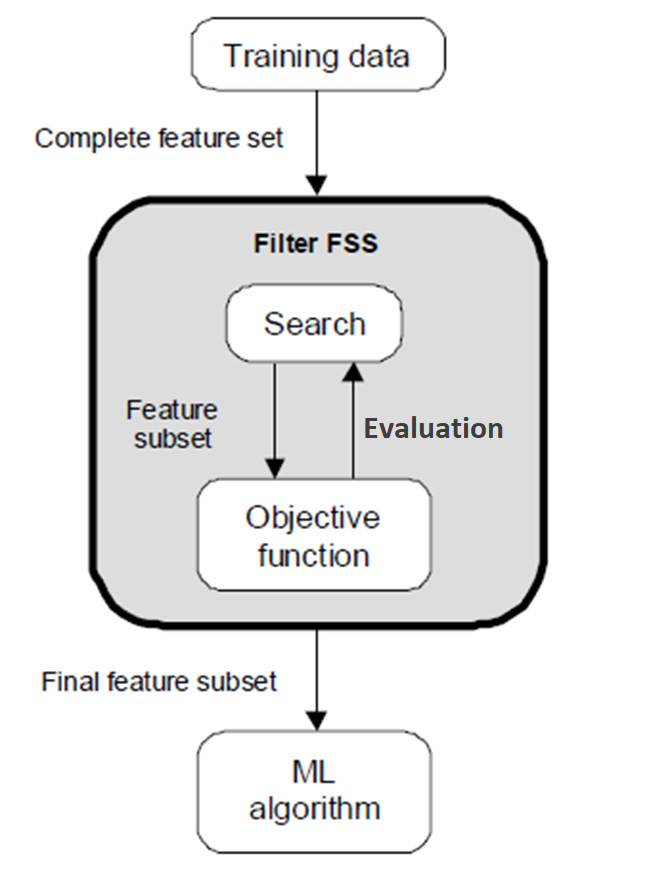 Training data
Complete feature set
Filter FSS
Search
Feature
subset
Evaluation
Objective
function
Final feature subset
ML
algorithm